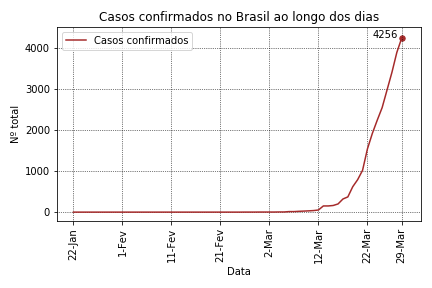 Casos confirmados no Brasil ao longo dos dias
Casos confirmados
4256
Nº total
4000
3000
2000
1000
0
22-Jan
1-Fev
11-Fev
21-Fev
2-Mar
12-Mar
22-Mar
29-Mar
Data